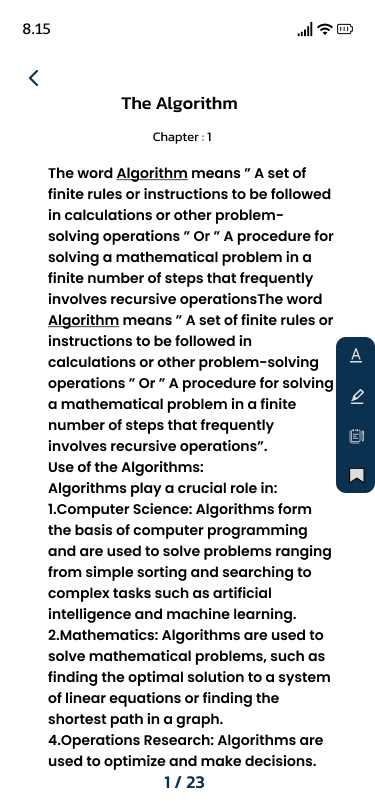 8.15
The Algorithm
Chapter : 1
The word Algorithm means ” A set of
finite rules or instructions to be followed
in calculations or other problem-
solving operations ” Or ” A procedure for
solving a mathematical problem in a
finite number of steps that frequently
involves recursive operationsThe word
Algorithm means ” A set of finite rules or
instructions to be followed in
calculations or other problem-solving
operations ” Or ” A procedure for solving
a mathematical problem in a finite
number of steps that frequently
involves recursive operations”.
Use of the Algorithms:
Algorithms play a crucial role in:
1.Computer Science: Algorithms form
the basis of computer programming
and are used to solve problems ranging
from simple sorting and searching to
complex tasks such as artificial
intelligence and machine learning.
2.Mathematics: Algorithms are used to
solve mathematical problems, such as
finding the optimal solution to a system
of linear equations or finding the
shortest path in a graph.
4.Operations Research: Algorithms are
used to optimize and make decisions.
1 / 23